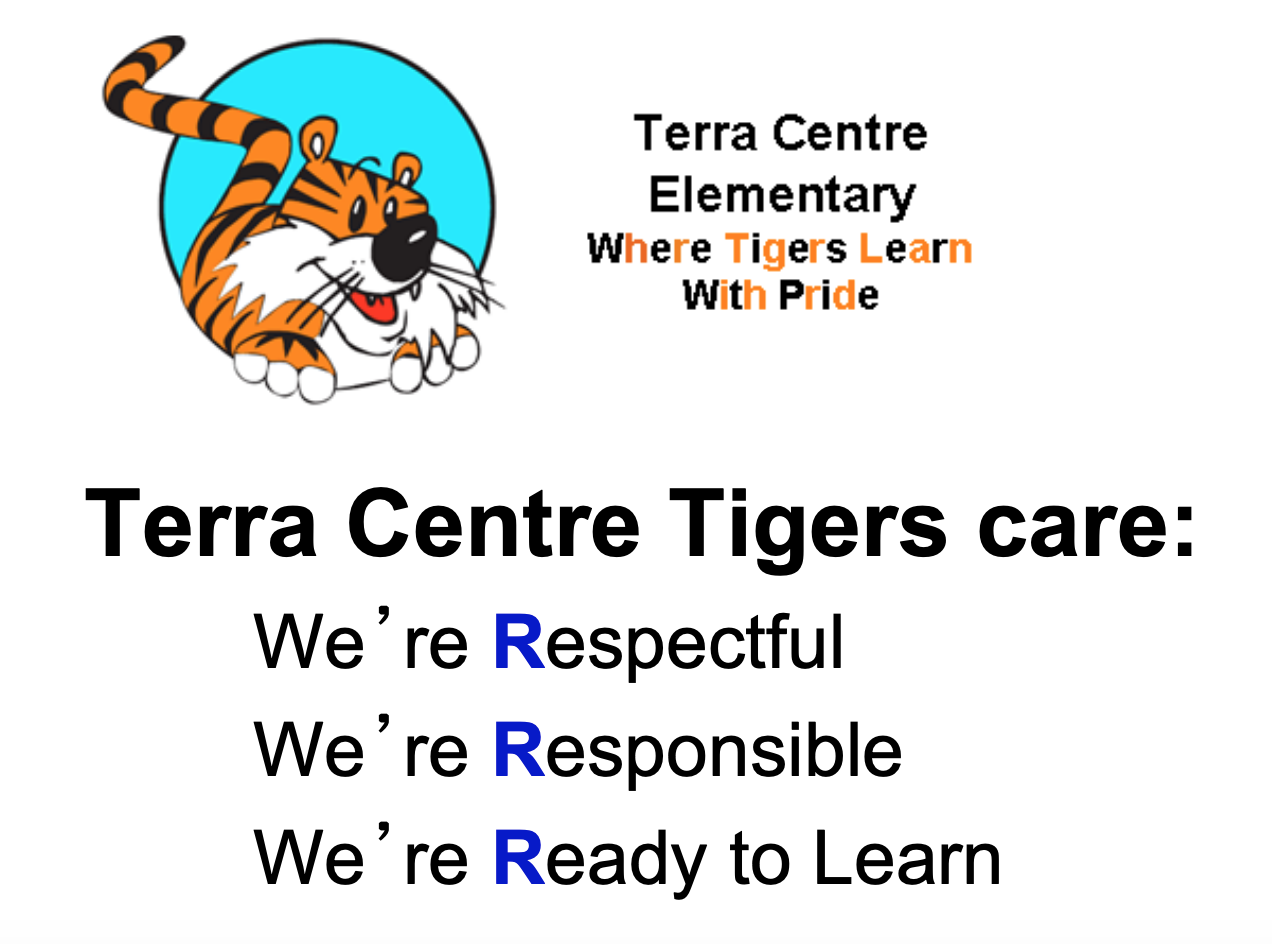 Terra Centre
Elementary
Where Tigers Learn
With Pride
Terra Centre Tigers care:
We’re Respectful
We’re Responsible
We’re Ready to Learn